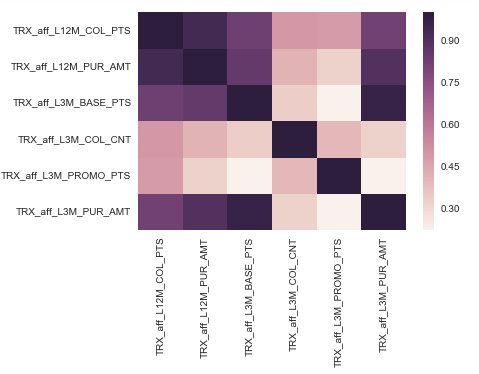 TRX_aff_L12M_COL_PTS
TRX_aff_L12M_PUR_AMT
TRX_aff_L3M_BASE_PTS
TRX_aff_L3M_COL_CNT
TRX_aff_L3M_PROMO_PTS
TRX_aff_L3M_PUR_AMT
0.90
0.75
0.60
0.45
0.30
TRX_aff_L12M_COL_PTS
TRX_aff_L12M_PUR_AMT
TRX_aff_L3M_BASE_PTS
TRX_aff_L3M_COL_CNT
TRX_aff_L3M_PROMO_PTS
TRX_aff_L3M_PUR_AMT